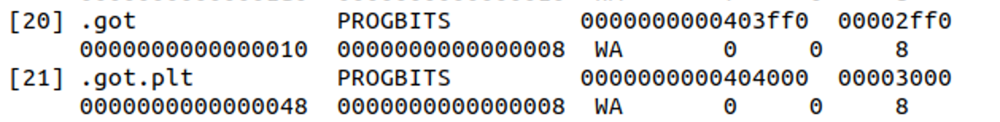 [20] .got              PROGBITS         0000000000403ff0  00002ff0
     0000000000000010  0000000000000008  WA       0     0     8
[21] .got.plt          PROGBITS         0000000000404000  00003000
     0000000000000048  0000000000000008  WA       0     0     8